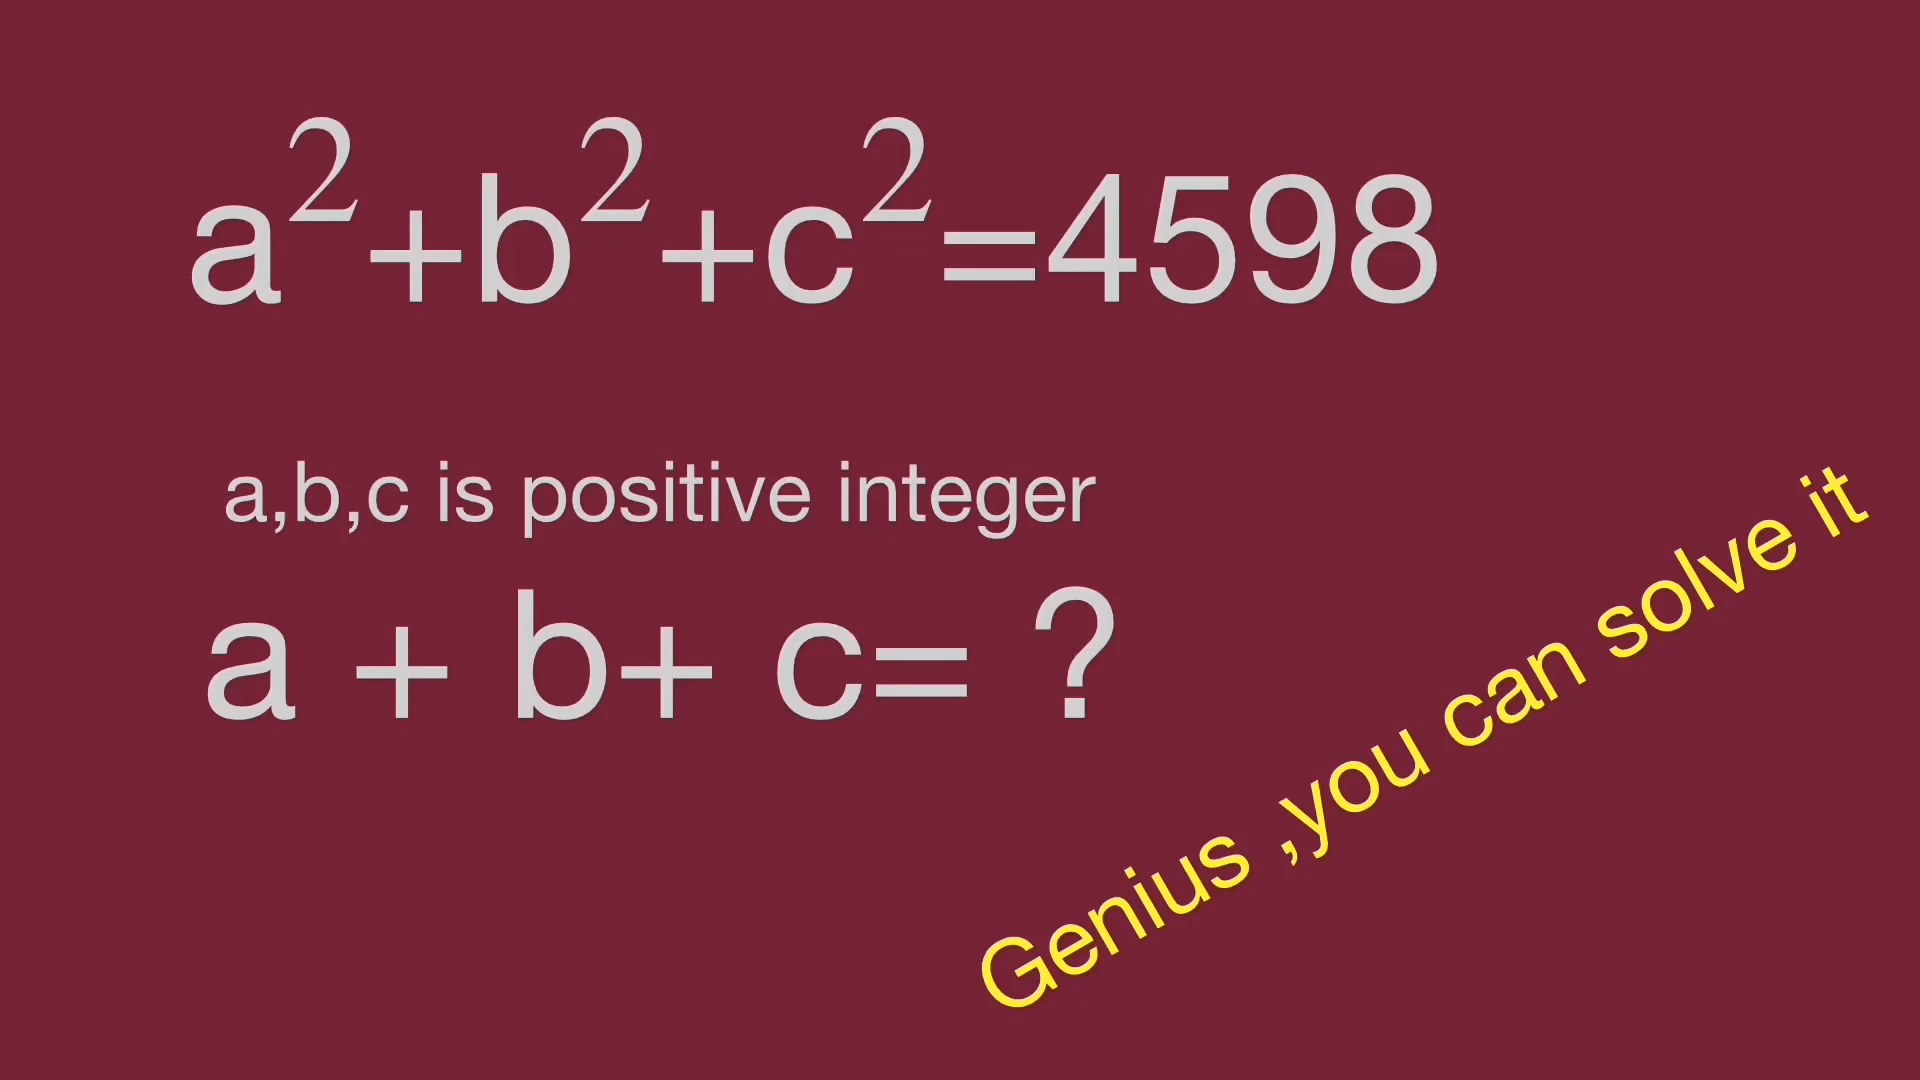 a²+b²+c²=4598
a,b,c is positive integer
a + b+ c= ?
Genius ,you can solve it